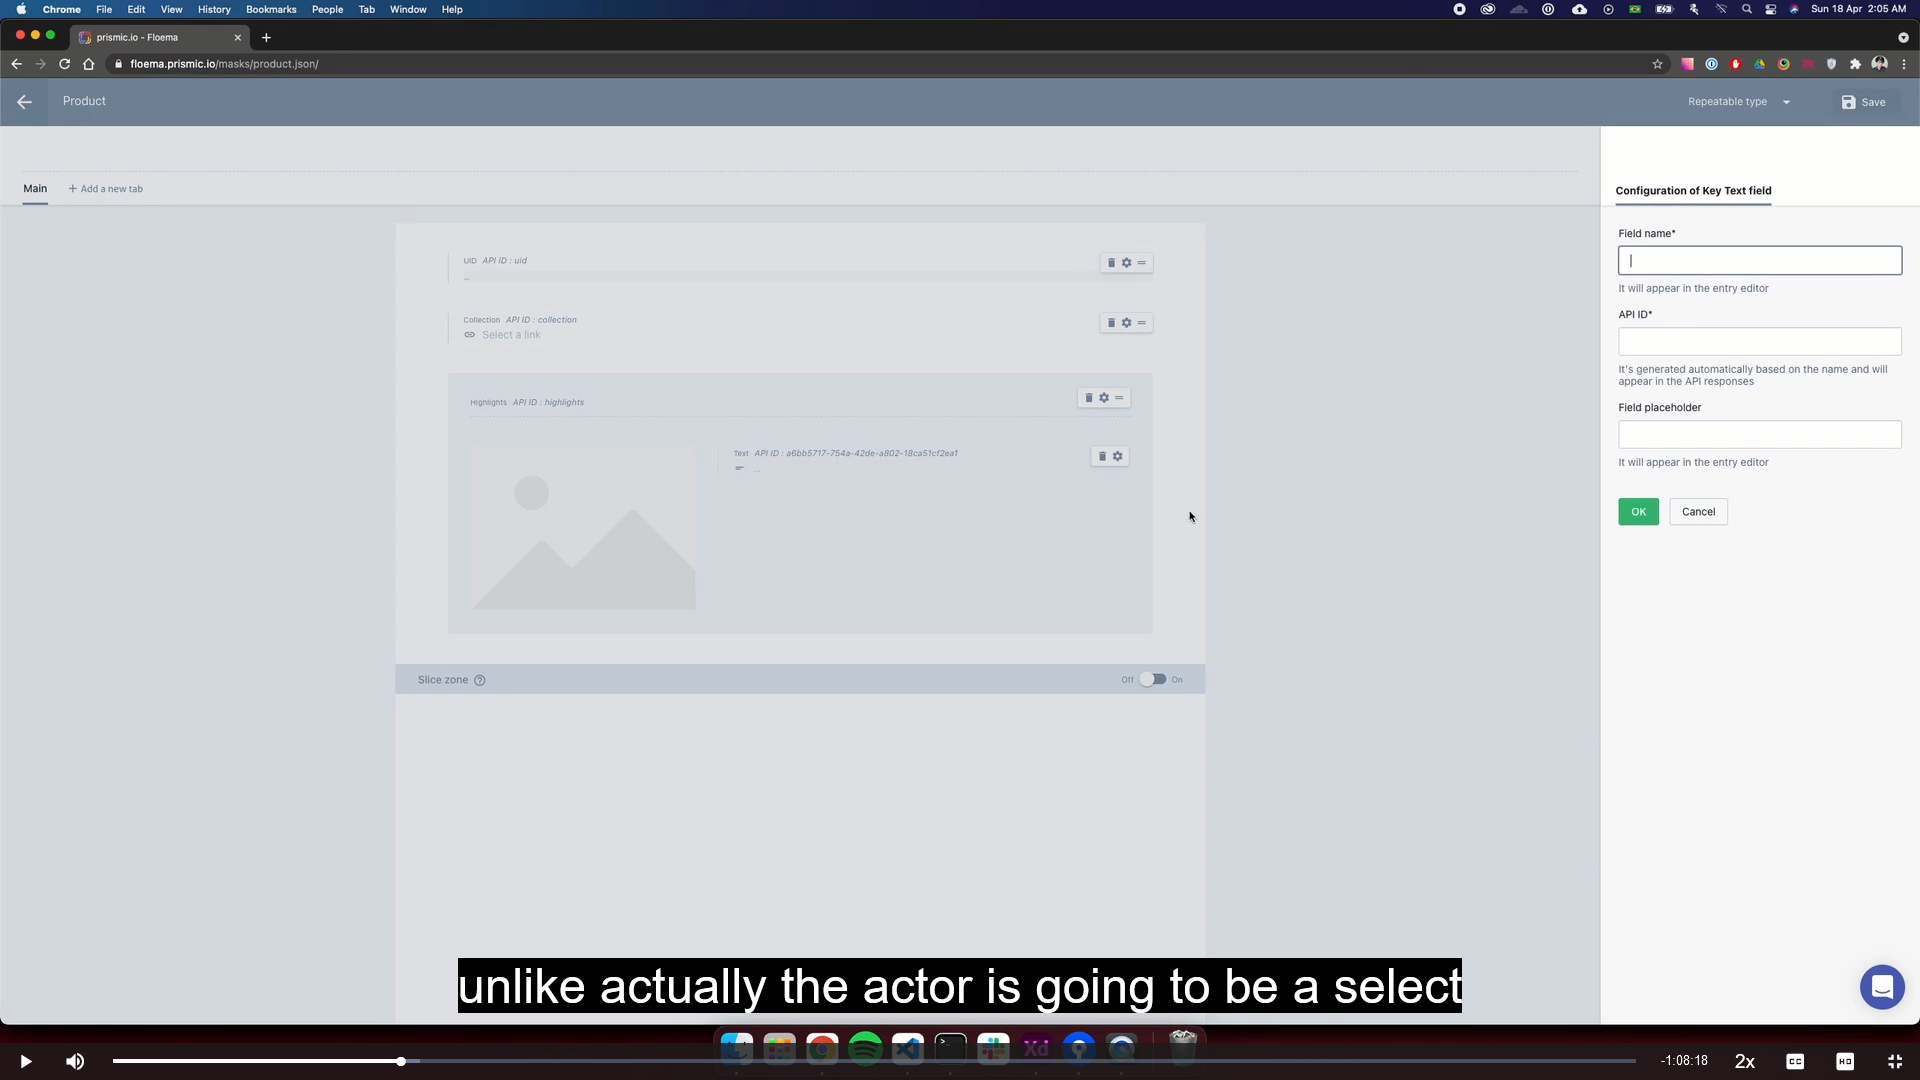 Chrome File Edit View History Bookmarks People Tab Window Help
Sun 18 Apr 2:05 AM
prismic.io - Floema
floema.prismic.io/masks/product.json/
Product
Repeatable type
Save
Main
+ Add a new tab
Configuration of Key Text field
UID API ID : uid
...
Collection API ID : collection
Select a link
Highlights API ID : highlights
Text API ID : a6bb5717-754a-42de-a802-18ca51cf2ea1
...
Field name*
It will appear in the entry editor
API ID*
It's generated automatically based on the name and will
appear in the API responses
Field placeholder
It will appear in the entry editor
OK
Cancel
Slice zone
Off
On
unlike actually the actor is going to be a select
Xd
-1:08:18
2x
CC
HD